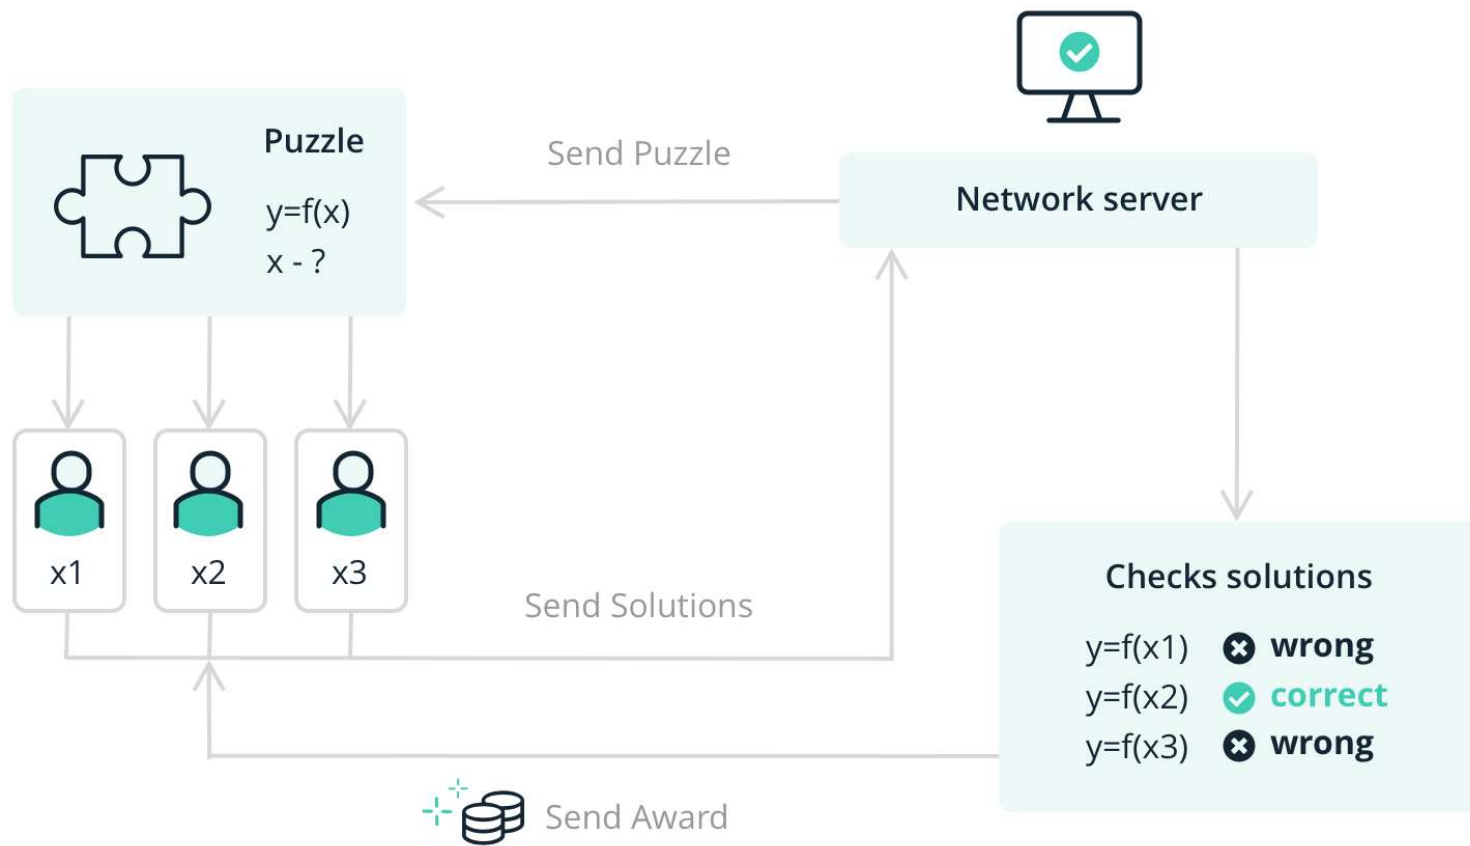 Puzzle
y=f(x)
x - ?
Send Puzzle
Network server
x1
x2
x3
Send Solutions
Checks solutions
y=f(x1) wrong
y=f(x2) correct
y=f(x3) wrong
Send Award